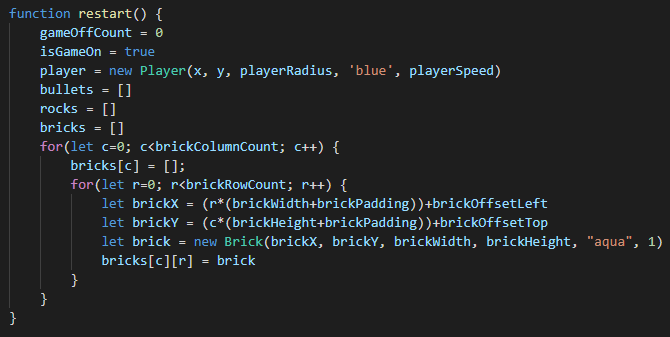 function restart() {
    gameOffCount = 0
    isGameOn = true
    player = new Player(x, y, playerRadius, 'blue', playerSpeed)
    bullets = []
    rocks = []
    bricks = []
    for(let c=0; c<brickColumnCount; c++) {
        bricks[c] = [];
        for(let r=0; r<brickRowCount; r++) {
            let brickX = (r*(brickWidth+brickPadding))+brickOffsetLeft
            let brickY = (c*(brickHeight+brickPadding))+brickOffsetTop
            let brick = new Brick(brickX, brickY, brickWidth, brickHeight, "aqua", 1)
            bricks[c][r] = brick
        }
    }
}